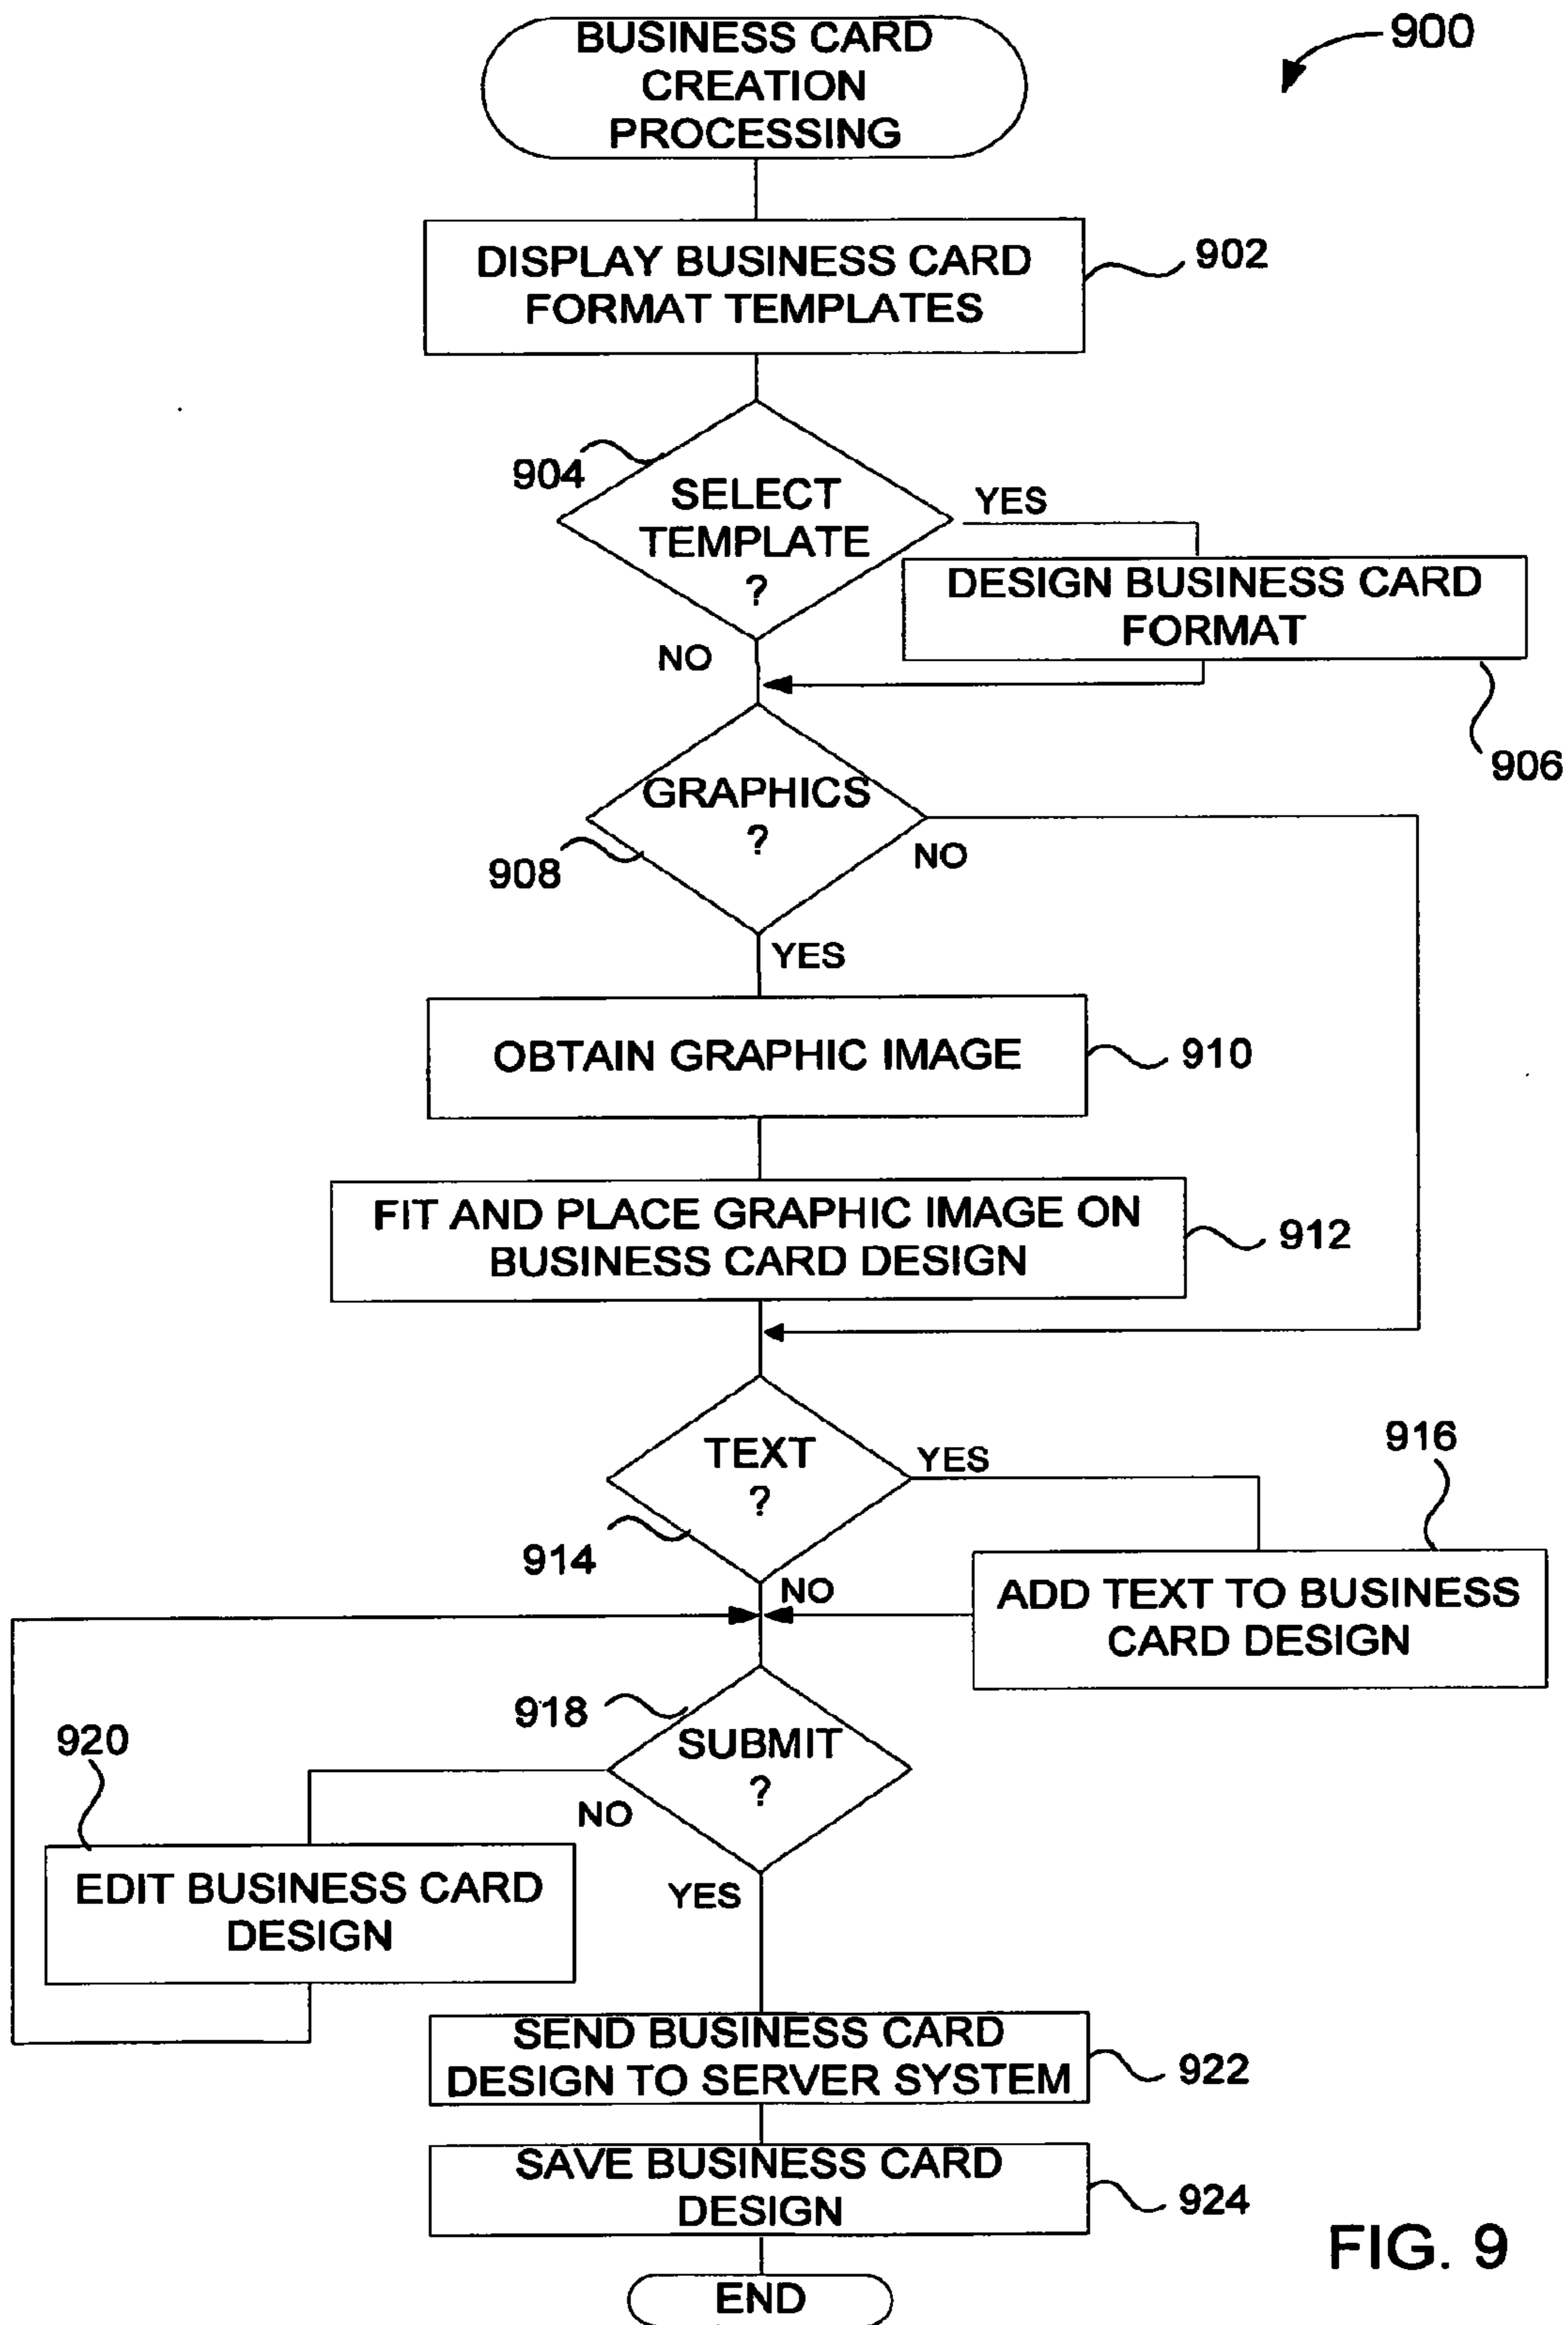 BUSINESS CARD
CREATION
PROCESSING
900
DISPLAY BUSINESS CARD
FORMAT TEMPLATES
902
904
SELECT
TEMPLATE
?
YES
DESIGN BUSINESS CARD
FORMAT
NO
906
GRAPHICS
?
908
NO
YES
OBTAIN GRAPHIC IMAGE
910
FIT AND PLACE GRAPHIC IMAGE ON
BUSINESS CARD DESIGN
912
TEXT
?
YES
916
914
NO
ADD TEXT TO BUSINESS
CARD DESIGN
918
SUBMIT
?
920
NO
EDIT BUSINESS CARD
DESIGN
YES
SEND BUSINESS CARD
DESIGN TO SERVER SYSTEM
922
SAVE BUSINESS CARD
DESIGN
924
END
FIG. 9